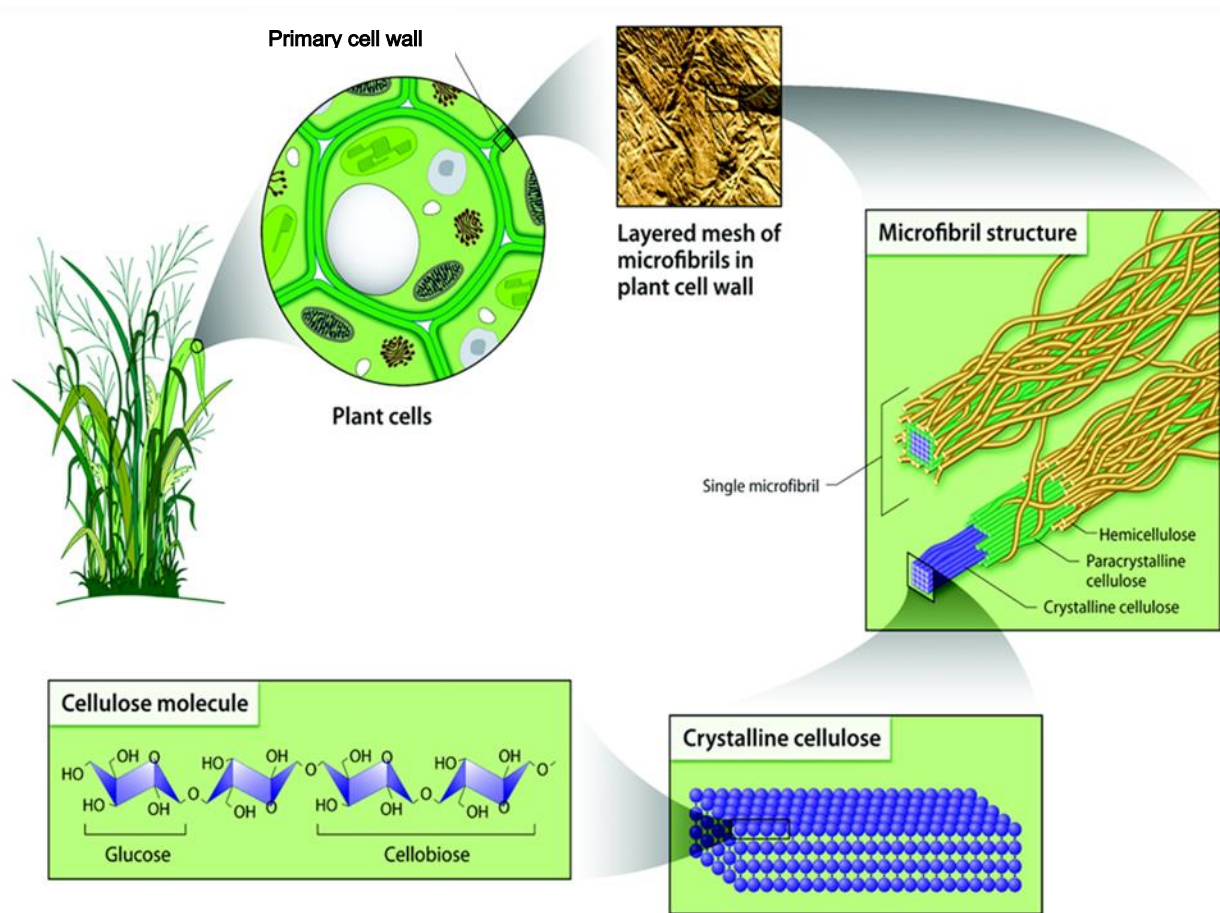 Primary cell wall
Layered mesh of
microfibrils in
plant cell wall
Plant cells
Microfibril structure
Single microfibril
Hemicellulose
Paracrystalline
cellulose
Crystalline cellulose
Cellulose molecule
OH
O
HO
HO
OH
O
HO
OH
O
OH
O
OH
O
HO
OH
O
HO
OH
O
OH
O
Glucose
Cellobiose
Crystalline cellulose